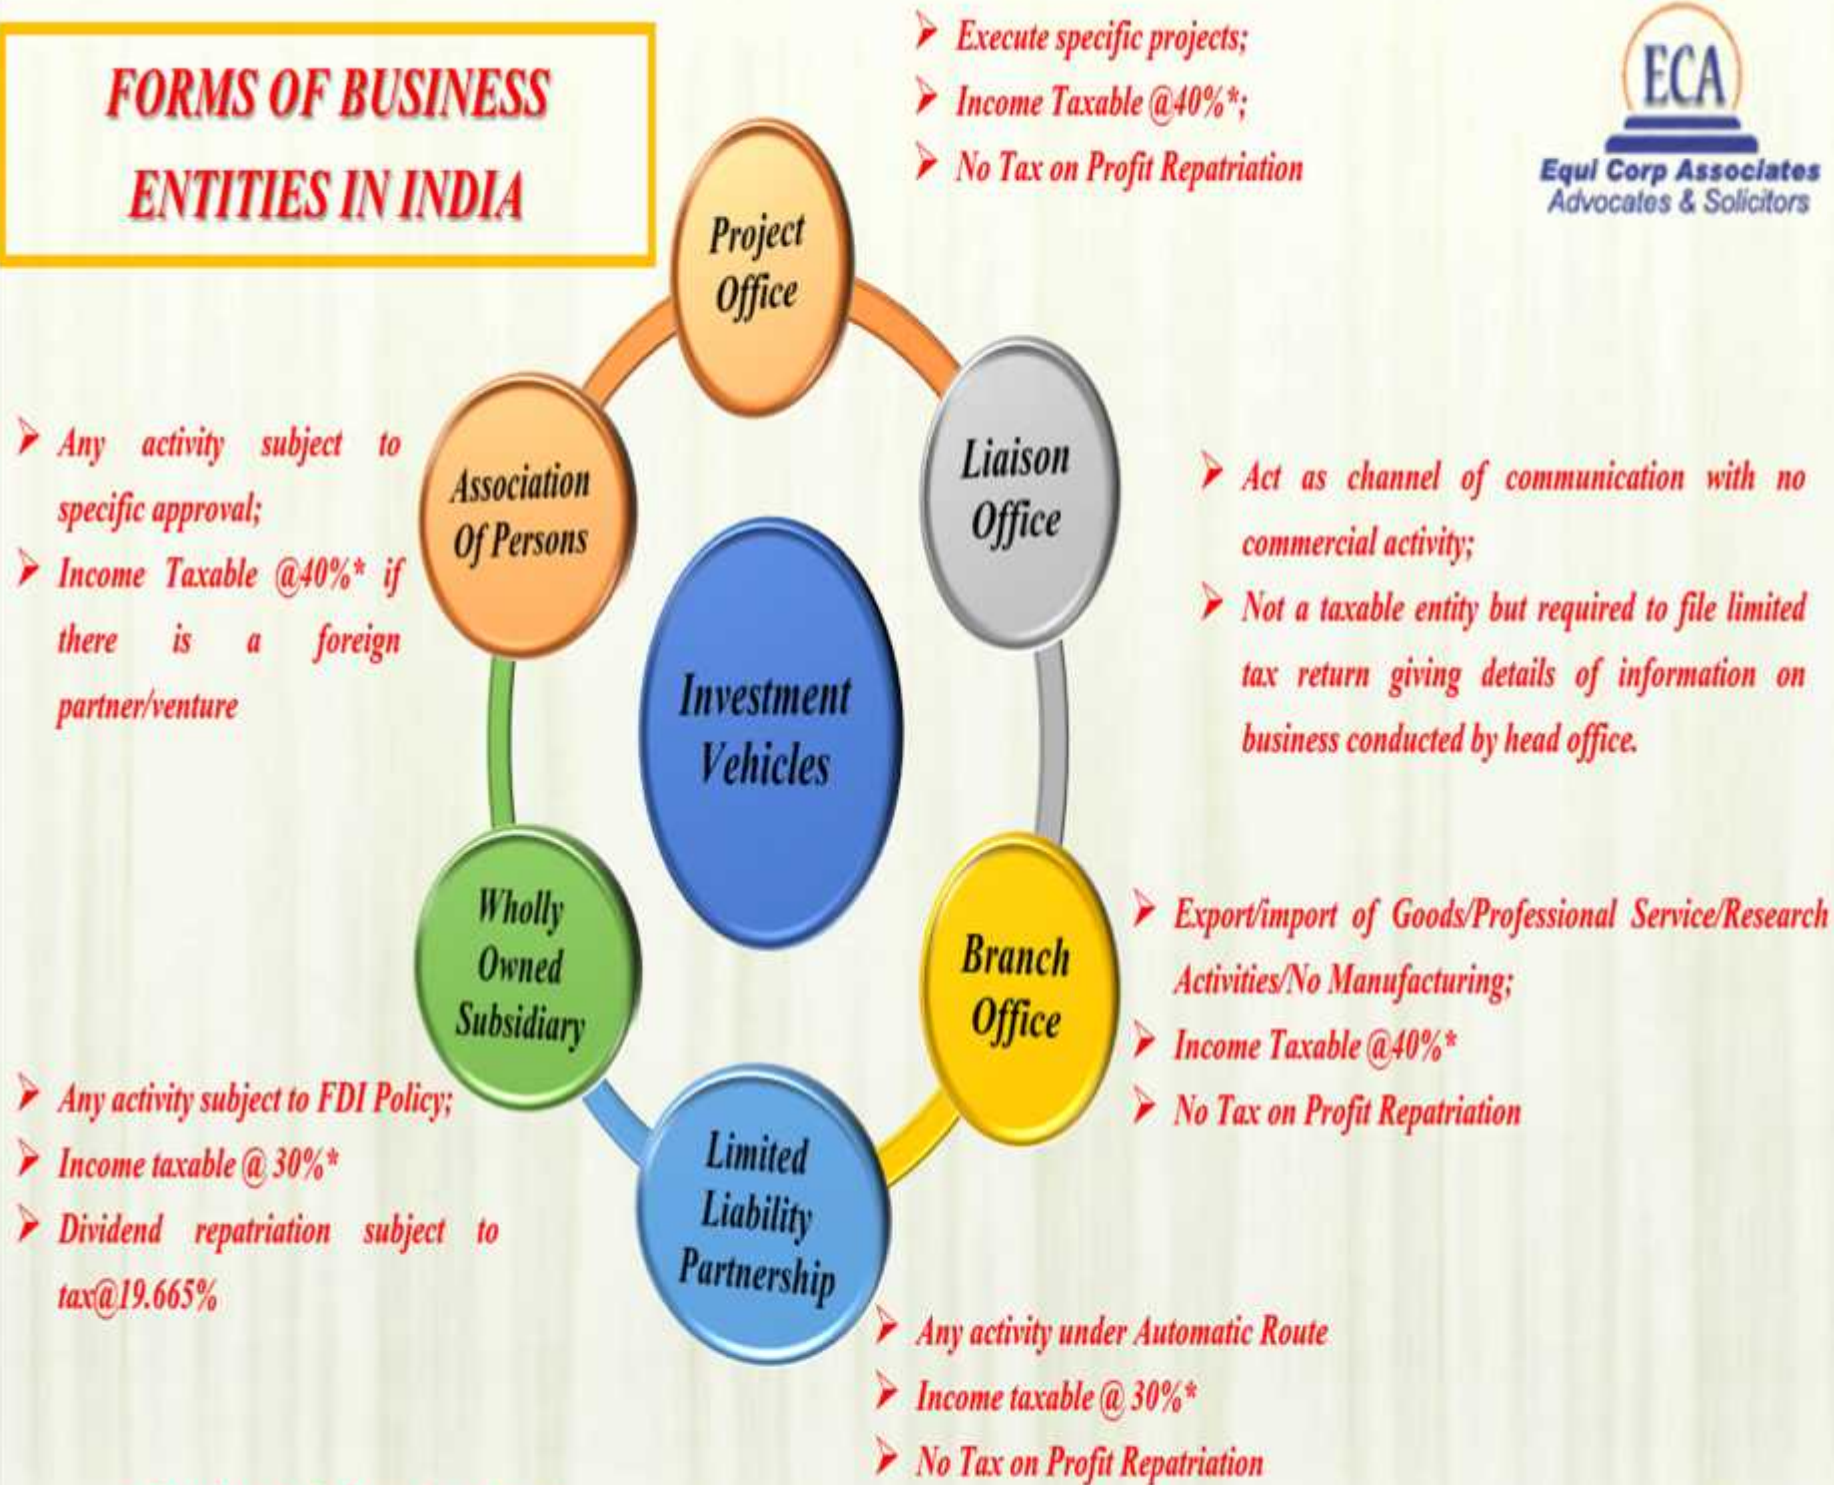 FORMS OF BUSINESS
ENTITIES IN INDIA
Execute specific projects;
Income Taxable @40%*;
No Tax on Profit Repatriation
ECA
Equi Corp Associates
Advocates & Solicitors
Project
Office
Liaison
Office
Act as channel of communication with no
commercial activity;
Not a taxable entity but required to file limited
tax return giving details of information on
business conducted by head office.
Branch
Office
Export/import of Goods/Professional Service/Research
Activities/No Manufacturing;
Income Taxable @40%*
No Tax on Profit Repatriation
Limited
Liability
Partnership
Any activity under Automatic Route
Income taxable @ 30%*
No Tax on Profit Repatriation
Wholly
Owned
Subsidiary
Any activity subject to FDI Policy;
Income taxable @ 30%*
Dividend repatriation subject to
tax@19.665%
Association
Of Persons
Any activity subject to
specific approval;
Income Taxable @40%* if
there is a foreign
partner/venture
Investment
Vehicles